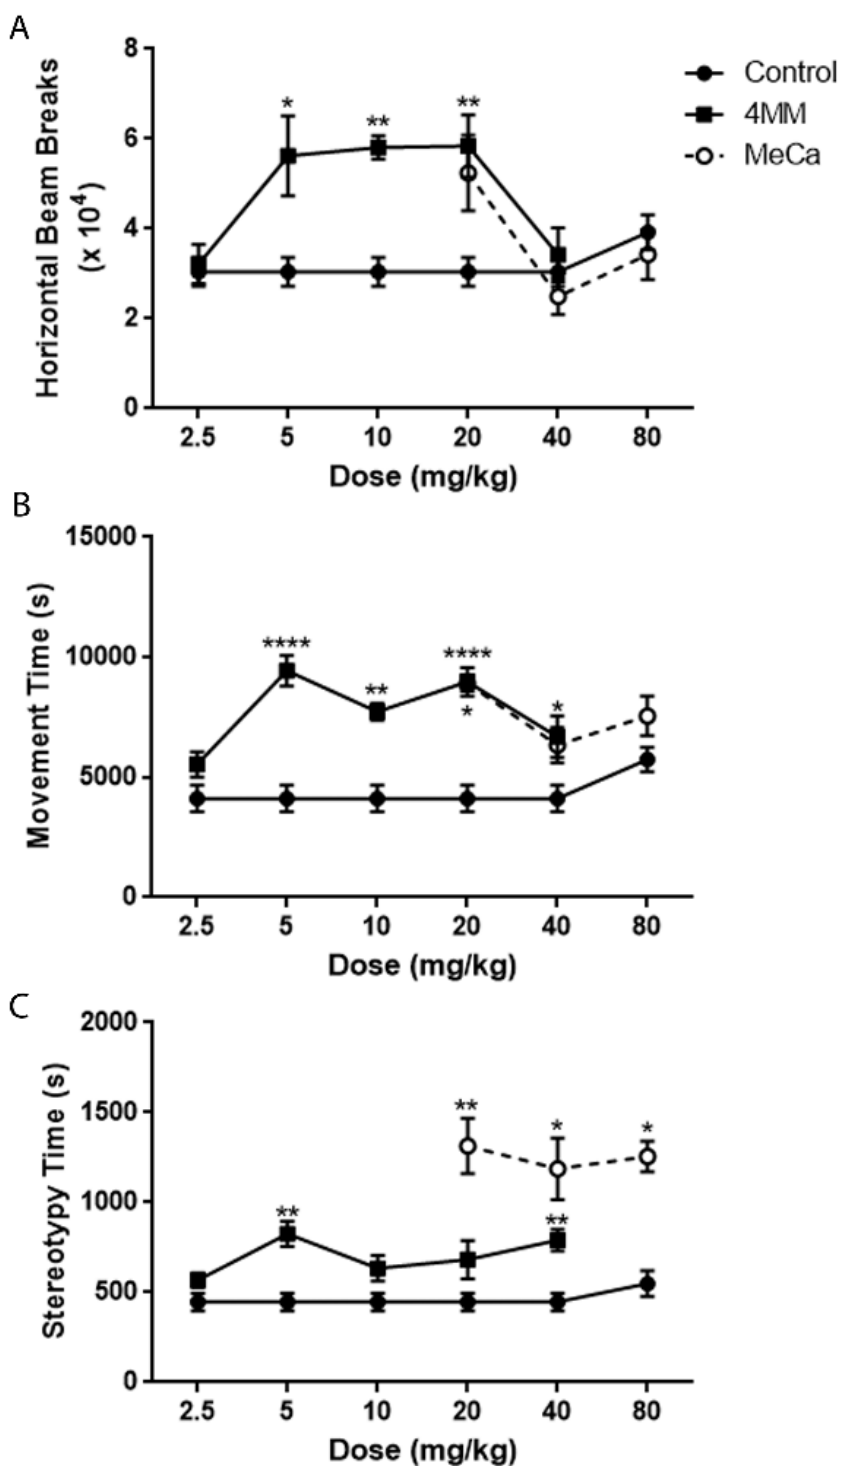 A
Horizontal Beam Breaks
(x 10⁴)
8
6
4
2
0
*
**
**
2.5 5 10 20 40 80
Dose (mg/kg)
Control
4MM
MeCa
B
Movement Time (s)
15000
10000
5000
0
****
**
****
*
*
2.5 5 10 20 40 80
Dose (mg/kg)
C
Stereotypy Time (s)
2000
1500
1000
500
0
**
*
*
**
**
2.5 5 10 20 40 80
Dose (mg/kg)